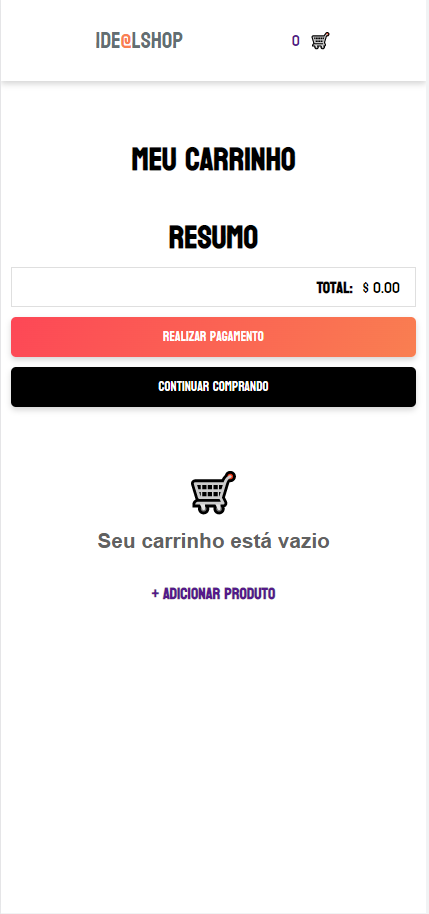 IDE@LSHOP 0
MEU CARRINHO
RESUMO
TOTAL: $ 0.00
REALIZAR PAGAMENTO
CONTINUAR COMPRANDO
Seu carrinho está vazio
+ ADICIONAR PRODUTO